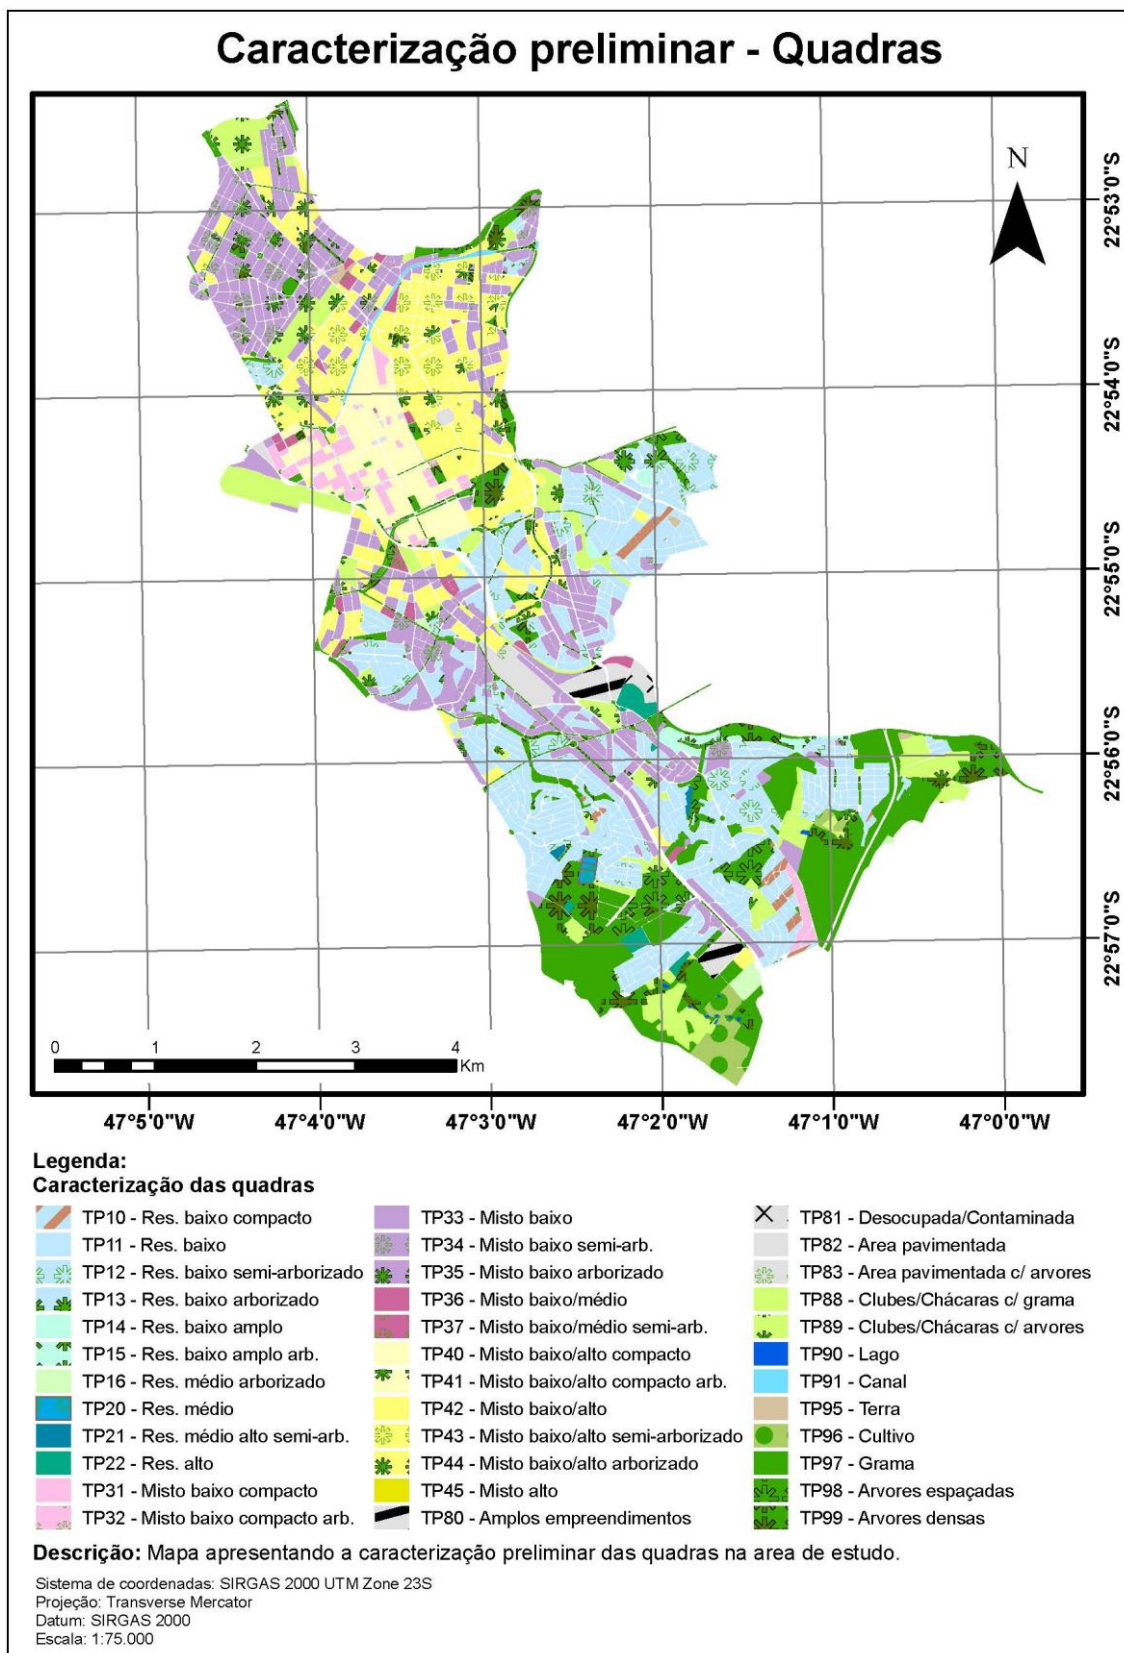 Caracterização preliminar - Quadras
N
22°53'0"S
22°54'0"S
22°55'0"S
22°56'0"S
22°57'0"S
0 1 2 3 4
Km
47°5'0"W 47°4'0"W 47°3'0"W 47°2'0"W 47°1'0"W 47°0'0"W
Legenda:
Caracterização das quadras
TP10 - Res. baixo compacto
TP11 - Res. baixo
TP12 - Res. baixo semi-arborizado
TP13 - Res. baixo arborizado
TP14 - Res. baixo amplo
TP15 - Res. baixo amplo arb.
TP16 - Res. médio arborizado
TP20 - Res. médio
TP21 - Res. médio alto semi-arb.
TP22 - Res. alto
TP31 - Misto baixo compacto
TP32 - Misto baixo compacto arb.
TP33 - Misto baixo
TP34 - Misto baixo semi-arb.
TP35 - Misto baixo arborizado
TP36 - Misto baixo/médio
TP37 - Misto baixo/médio semi-arb.
TP40 - Misto baixo/alto compacto
TP41 - Misto baixo/alto compacto arb.
TP42 - Misto baixo/alto
TP43 - Misto baixo/alto semi-arborizado
TP44 - Misto baixo/alto arborizado
TP45 - Misto alto
TP80 - Amplos empreendimentos
TP81 - Desocupada/Contaminada
TP82 - Area pavimentada
TP83 - Area pavimentada c/ arvores
TP88 - Clubes/Chácaras c/ grama
TP89 - Clubes/Chácaras c/ arvores
TP90 - Lago
TP91 - Canal
TP95 - Terra
TP96 - Cultivo
TP97 - Grama
TP98 - Arvores espaçadas
TP99 - Arvores densas
Descrição: Mapa apresentando a caracterização preliminar das quadras na area de estudo.
Sistema de coordenadas: SIRGAS 2000 UTM Zone 23S
Projeção: Transverse Mercator
Datum: SIRGAS 2000
Escala: 1:75.000